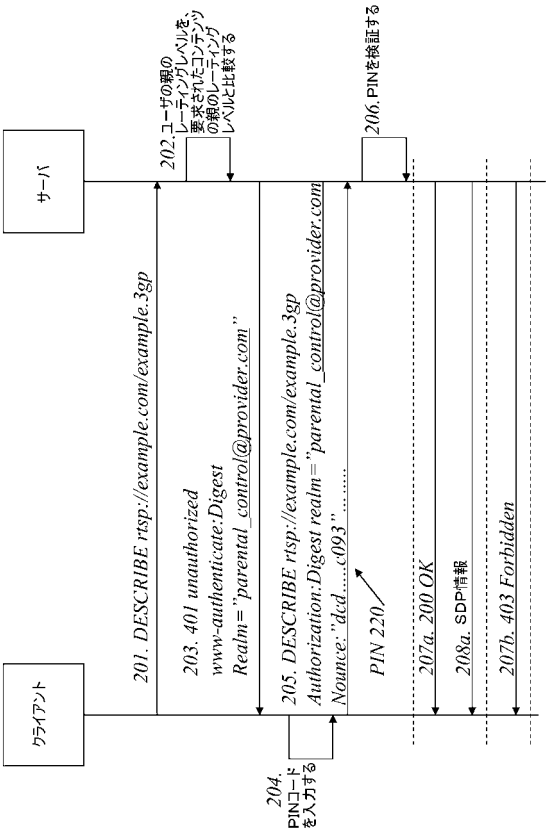 クライアント
サーバ
201. DESCRIBE rtsp://example.com/example.3gp
202. ユーザの親の
レーティングレベルを、
要求されたコンテンツ
の親のレーティング
レベルと比較する
203. 401 unauthorized
www-authenticate:Digest
Realm="parental_control@provider.com"
204.
PINコード
を入力する
205. DESCRIBE rtsp://example.com/example.3gp
Authorization:Digest realm="parental_control@provider.com
Nounce:"dcd.....c093" ........
PIN 220
206. PINを検証する
207a. 200 OK
208a. SDP情報
207b. 403 Forbidden